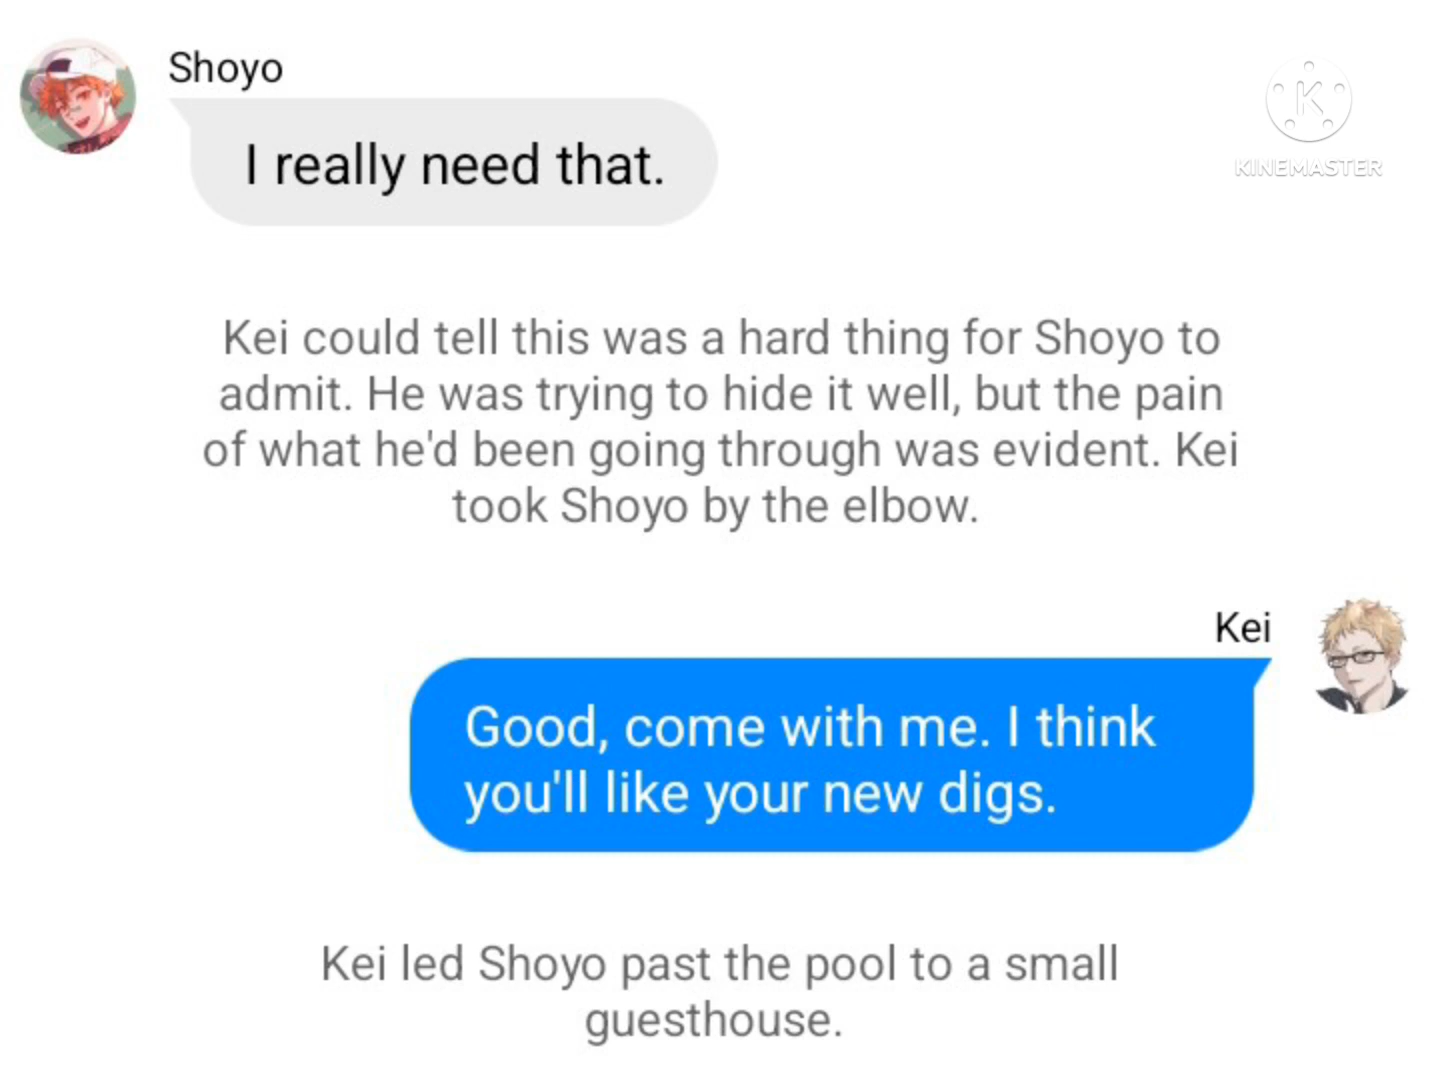 Shoyo
I really need that.
K
KINEMASTER
Kei could tell this was a hard thing for Shoyo to
admit. He was trying to hide it well, but the pain
of what he'd been going through was evident. Kei
took Shoyo by the elbow.
Kei
Good, come with me. I think
you'll like your new digs.
Kei led Shoyo past the pool to a small
guesthouse.